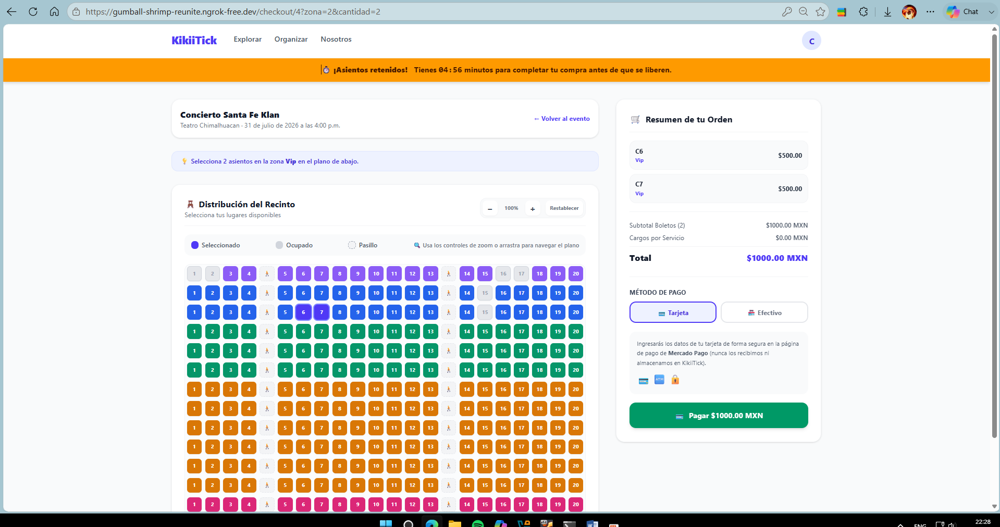 https://gumball-shrimp-reunite.ngrok-free.dev/checkout/4?zona=2&cantidad=2
Chat
KikiiTick Explorar Organizar Nosotros
C
¡Asientos retenidos! Tienes 04:56 minutos para completar tu compra antes de que se liberen.
Concierto Santa Fe Klan
Teatro Chimalhuacan · 31 de julio de 2026 a las 4:00 p.m.
← Volver al evento
Selecciona 2 asientos en la zona Vip en el plano de abajo.
Distribución del Recinto
Selecciona tus lugares disponibles
− 100% + Restablecer
Seleccionado Ocupado Pasillo Usa los controles de zoom o arrastra para navegar el plano
1 2 3 4 5 6 7 8 9 10 11 12 13 14 15 16 17 18 19 20
1 2 3 4 5 6 7 8 9 10 11 12 13 14 15 16 17 18 19 20
1 2 3 4 5 6 7 8 9 10 11 12 13 14 15 16 17 18 19 20
1 2 3 4 5 6 7 8 9 10 11 12 13 14 15 16 17 18 19 20
1 2 3 4 5 6 7 8 9 10 11 12 13 14 15 16 17 18 19 20
1 2 3 4 5 6 7 8 9 10 11 12 13 14 15 16 17 18 19 20
1 2 3 4 5 6 7 8 9 10 11 12 13 14 15 16 17 18 19 20
1 2 3 4 5 6 7 8 9 10 11 12 13 14 15 16 17 18 19 20
1 2 3 4 5 6 7 8 9 10 11 12 13 14 15 16 17 18 19 20
1 2 3 4 5 6 7 8 9 10 11 12 13 14 15 16 17 18 19 20
1 2 3 4 5 6 7 8 9 10 11 12 13 14 15 16 17 18 19 20
1 2 3 4 5 6 7 8 9 10 11 12 13 14 15 16 17 18 19 20
1 2 3 4 5 6 7 8 9 10 11 12 13 14 15 16 17 18 19 20
Resumen de tu Orden
C6
Vip
$500.00
C7
Vip
$500.00
Subtotal Boletos (2) $1000.00 MXN
Cargos por Servicio $0.00 MXN
Total $1000.00 MXN
MÉTODO DE PAGO
Tarjeta Efectivo
Ingresarás los datos de tu tarjeta de forma segura en la página
de pago de Mercado Pago (nunca los recibimos ni
almacenamos en KikiiTick).
ATM
Pagar $1000.00 MXN
x64
W
ENG
22:28